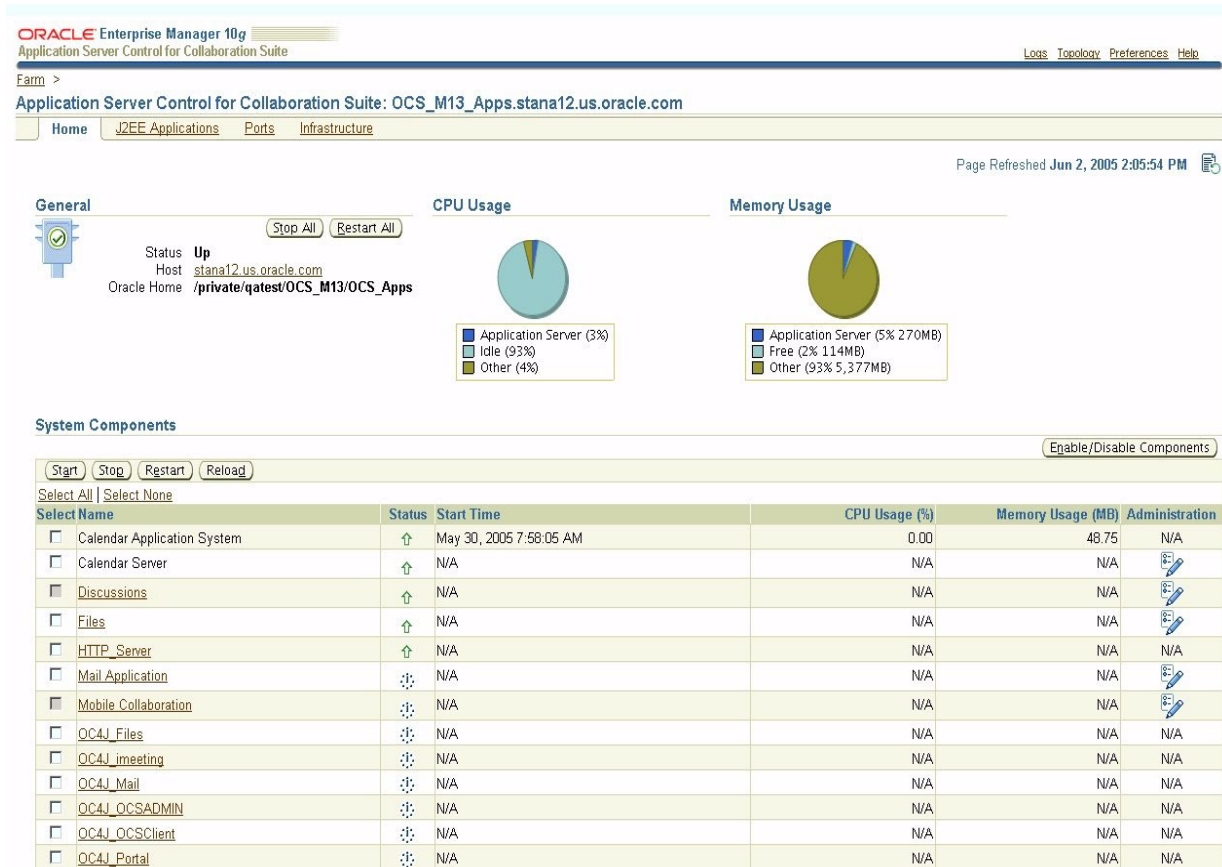 ORACLE Enterprise Manager 10g
Application Server Control for Collaboration Suite
Logs Topology Preferences Help
Farm >
Application Server Control for Collaboration Suite: OCS_M13_Apps.stana12.us.oracle.com
Home J2EE Applications Ports Infrastructure
Page Refreshed Jun 2, 2005 2:05:54 PM
General
Stop All Restart All
Status Up
Host stana12.us.oracle.com
Oracle Home /private/qatest/OCS_M13/OCS_Apps
CPU Usage
Application Server (3%)
Idle (93%)
Other (4%)
Memory Usage
Application Server (5% 270MB)
Free (2% 114MB)
Other (93% 5,377MB)
System Components
Enable/Disable Components
Start Stop Restart Reload
Select All | Select None
Select Name Status Start Time CPU Usage (%) Memory Usage (MB) Administration
Calendar Application System May 30, 2005 7:58:05 AM 0.00 48.75 N/A
Calendar Server N/A N/A N/A
Discussions N/A N/A N/A
Files N/A N/A N/A
HTTP_Server N/A N/A N/A N/A
Mail Application N/A N/A N/A
Mobile Collaboration N/A N/A N/A
OC4J_Files N/A N/A N/A N/A
OC4J_imeeting N/A N/A N/A N/A
OC4J_Mail N/A N/A N/A N/A
OC4J_OCSADMIN N/A N/A N/A N/A
OC4J_OCSClient N/A N/A N/A N/A
OC4J_Portal N/A N/A N/A N/A